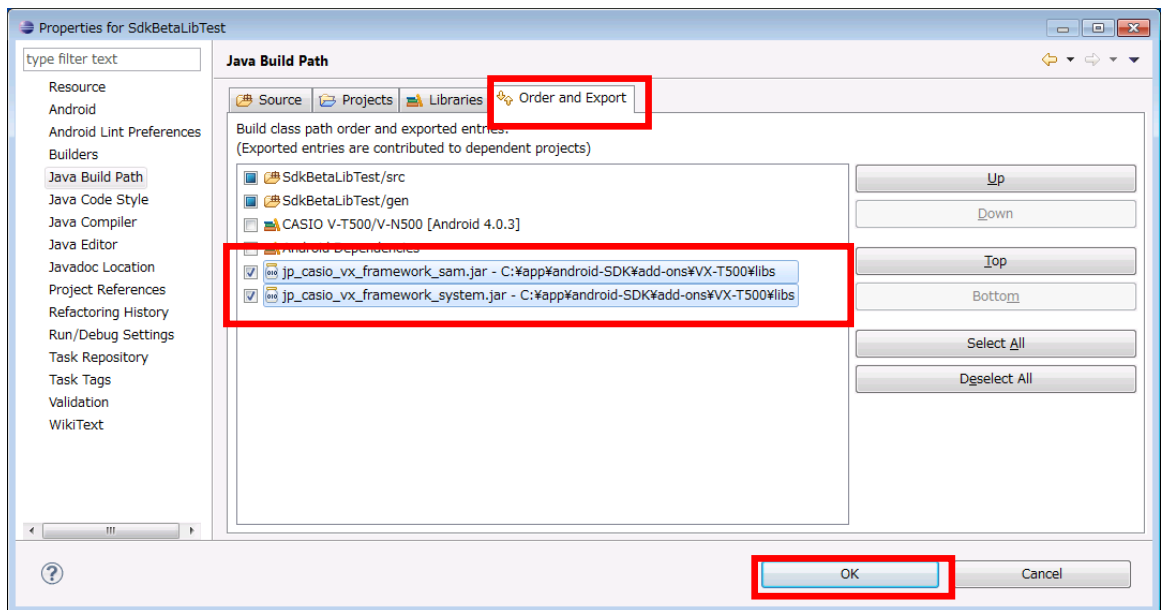 Properties for SdkBetaLibTest
type filter text
Resource
Android
Android Lint Preferences
Builders
Java Build Path
Java Code Style
Java Compiler
Java Editor
Javadoc Location
Project References
Refactoring History
Run/Debug Settings
Task Repository
Task Tags
Validation
WikiText
Java Build Path
Source Projects Libraries Order and Export
Build class path order and exported entries:
(Exported entries are contributed to dependent projects)
SdkBetaLibTest/src
SdkBetaLibTest/gen
CASIO V-T500/V-N500 [Android 4.0.3]
Android Dependencies
jp_casio_vx_framework_sam.jar - C:¥app¥android-SDK¥add-ons¥VX-T500¥libs
jp_casio_vx_framework_system.jar - C:¥app¥android-SDK¥add-ons¥VX-T500¥libs
Up
Down
Top
Bottom
Select All
Deselect All
OK Cancel